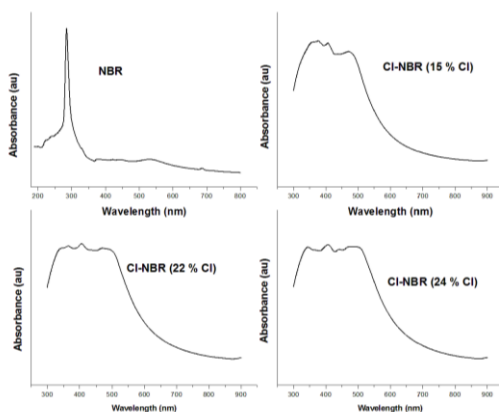 Absorbance (au)
NBR
200 300 400 500 600 700 800
Wavelength (nm)
Absorbance (au)
Cl-NBR (15 % Cl)
300 400 500 600 700 800 900
Wavelength (nm)
Absorbance (au)
Cl-NBR (22 % Cl)
300 400 500 600 700 800 900
Wavelength (nm)
Absorbance (au)
Cl-NBR (24 % Cl)
300 400 500 600 700 800 900
Wavelength (nm)